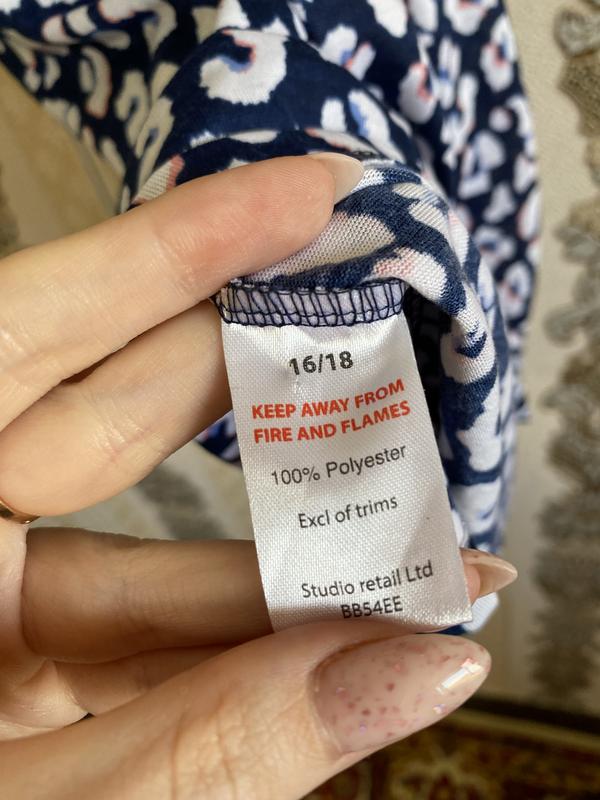 16/18
KEEP AWAY FROM
FIRE AND FLAMES
100% Polyester
Excl of trims
Studio retail Ltd
BB54EE